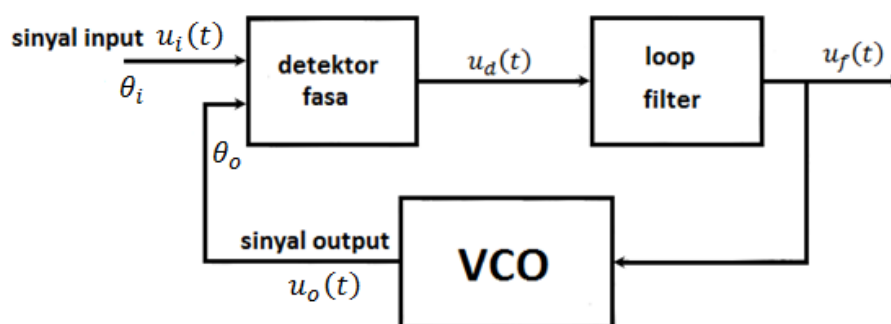 sinyal input u_i(t)
θ_i
detektor
fasa
u_d(t)
loop
filter
u_f(t)
θ_o
sinyal output
u_o(t)
VCO